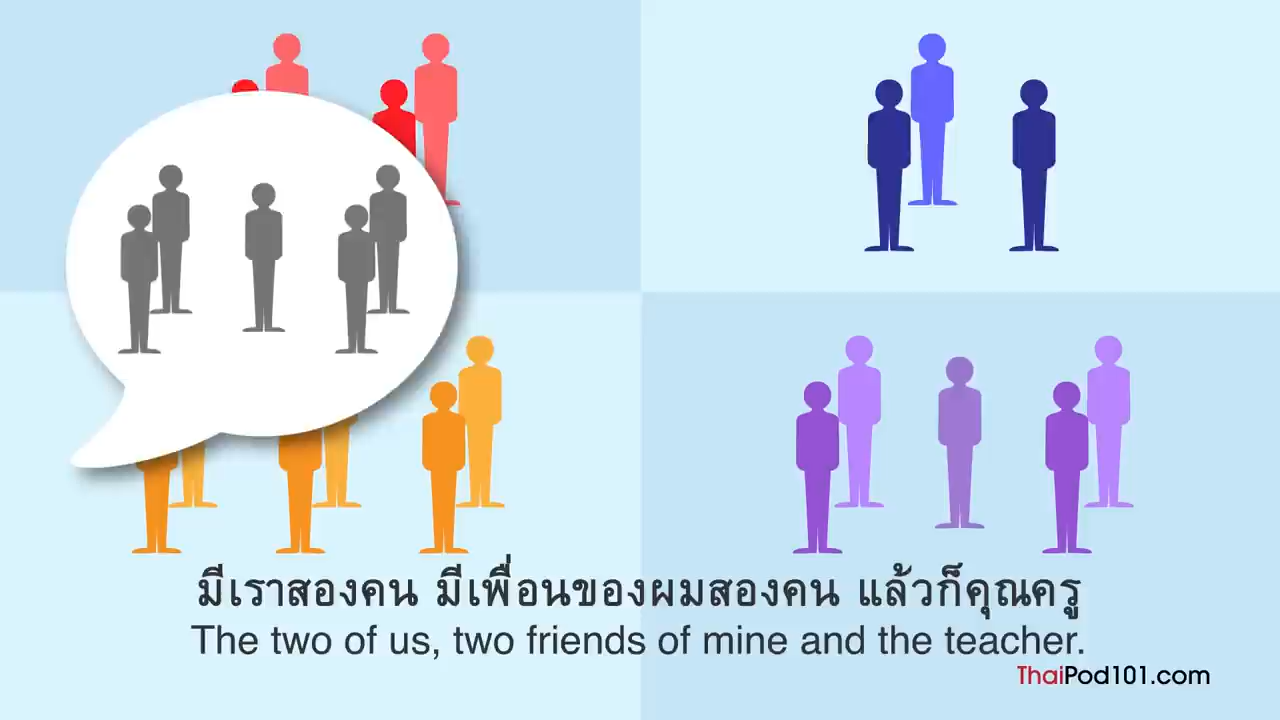 มีเราสองคน มีเพื่อนของผมสองคน แล้วก็คุณครู
The two of us, two friends of mine and the teacher.
ThaiPod101.com